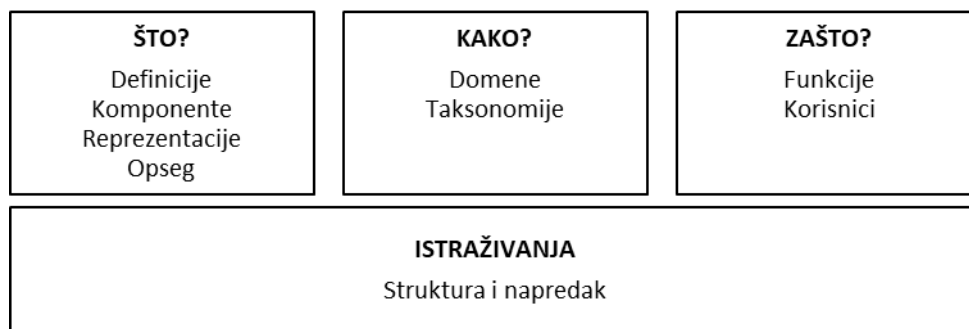 ŠTO?
Definicije
Komponente
Reprezentacije
Opseg
KAKO?
Domene
Taksonomije
ZAŠTO?
Funkcije
Korisnici
ISTRAŽIVANJA
Struktura i napredak